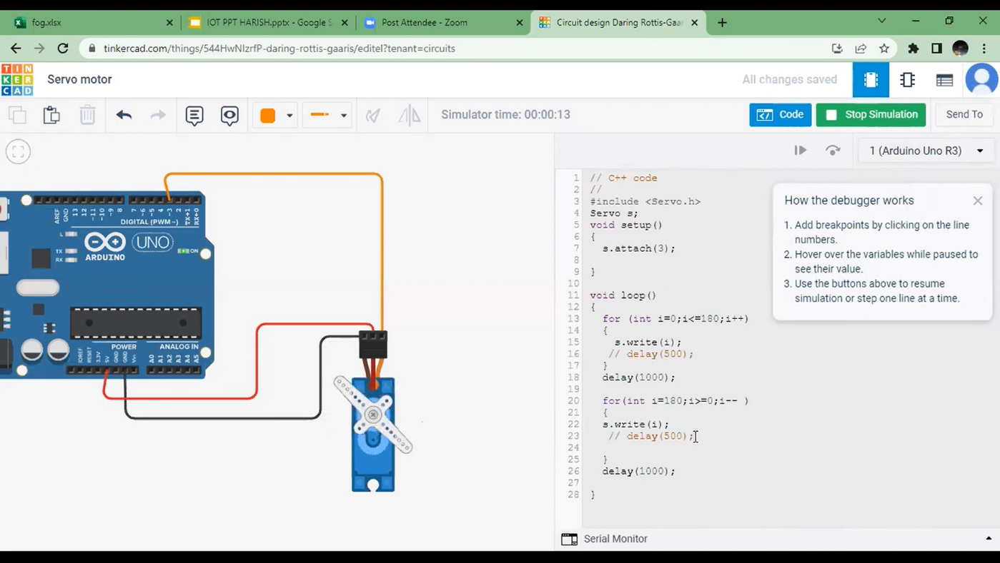 fog.xlsx
IOT PPT HARISH.pptx - Google S
Post Attendee - Zoom
Circuit design Daring Rottis-Gaari
tinkercad.com/things/544HwNIzrfP-daring-rottis-gaaris/editel?tenant=circuits
TIN
KER
CAD
Servo motor
All changes saved
Simulator time: 00:00:13
Code
Stop Simulation
Send To
1 (Arduino Uno R3)
AREF
GND
13
12
~11
~10
~9
8
7
~6
~5
4
~3
2
TX→1
RX←0
DIGITAL (PWM~)
L
TX
RX
ARDUINO
UNO
ON
POWER
ANALOG IN
IOREF
RESET
3.3V
5V
GND
GND
Vin
A0
A1
A2
A3
A4
A5
1 // C++ code
2 //
3 #include <Servo.h>
4 Servo s;
5 void setup()
6 {
7 s.attach(3);
8
9 }
10
11 void loop()
12 {
13 for (int i=0;i<=180;i++)
14 {
15 s.write(i);
16 // delay(500);
17 }
18 delay(1000);
19
20 for(int i=180;i>=0;i-- )
21 {
22 s.write(i);
23 // delay(500);
24
25 }
26 delay(1000);
27
28 }
How the debugger works
1. Add breakpoints by clicking on the line
numbers.
2. Hover over the variables while paused to
see their value.
3. Use the buttons above to resume
simulation or step one line at a time.
Serial Monitor